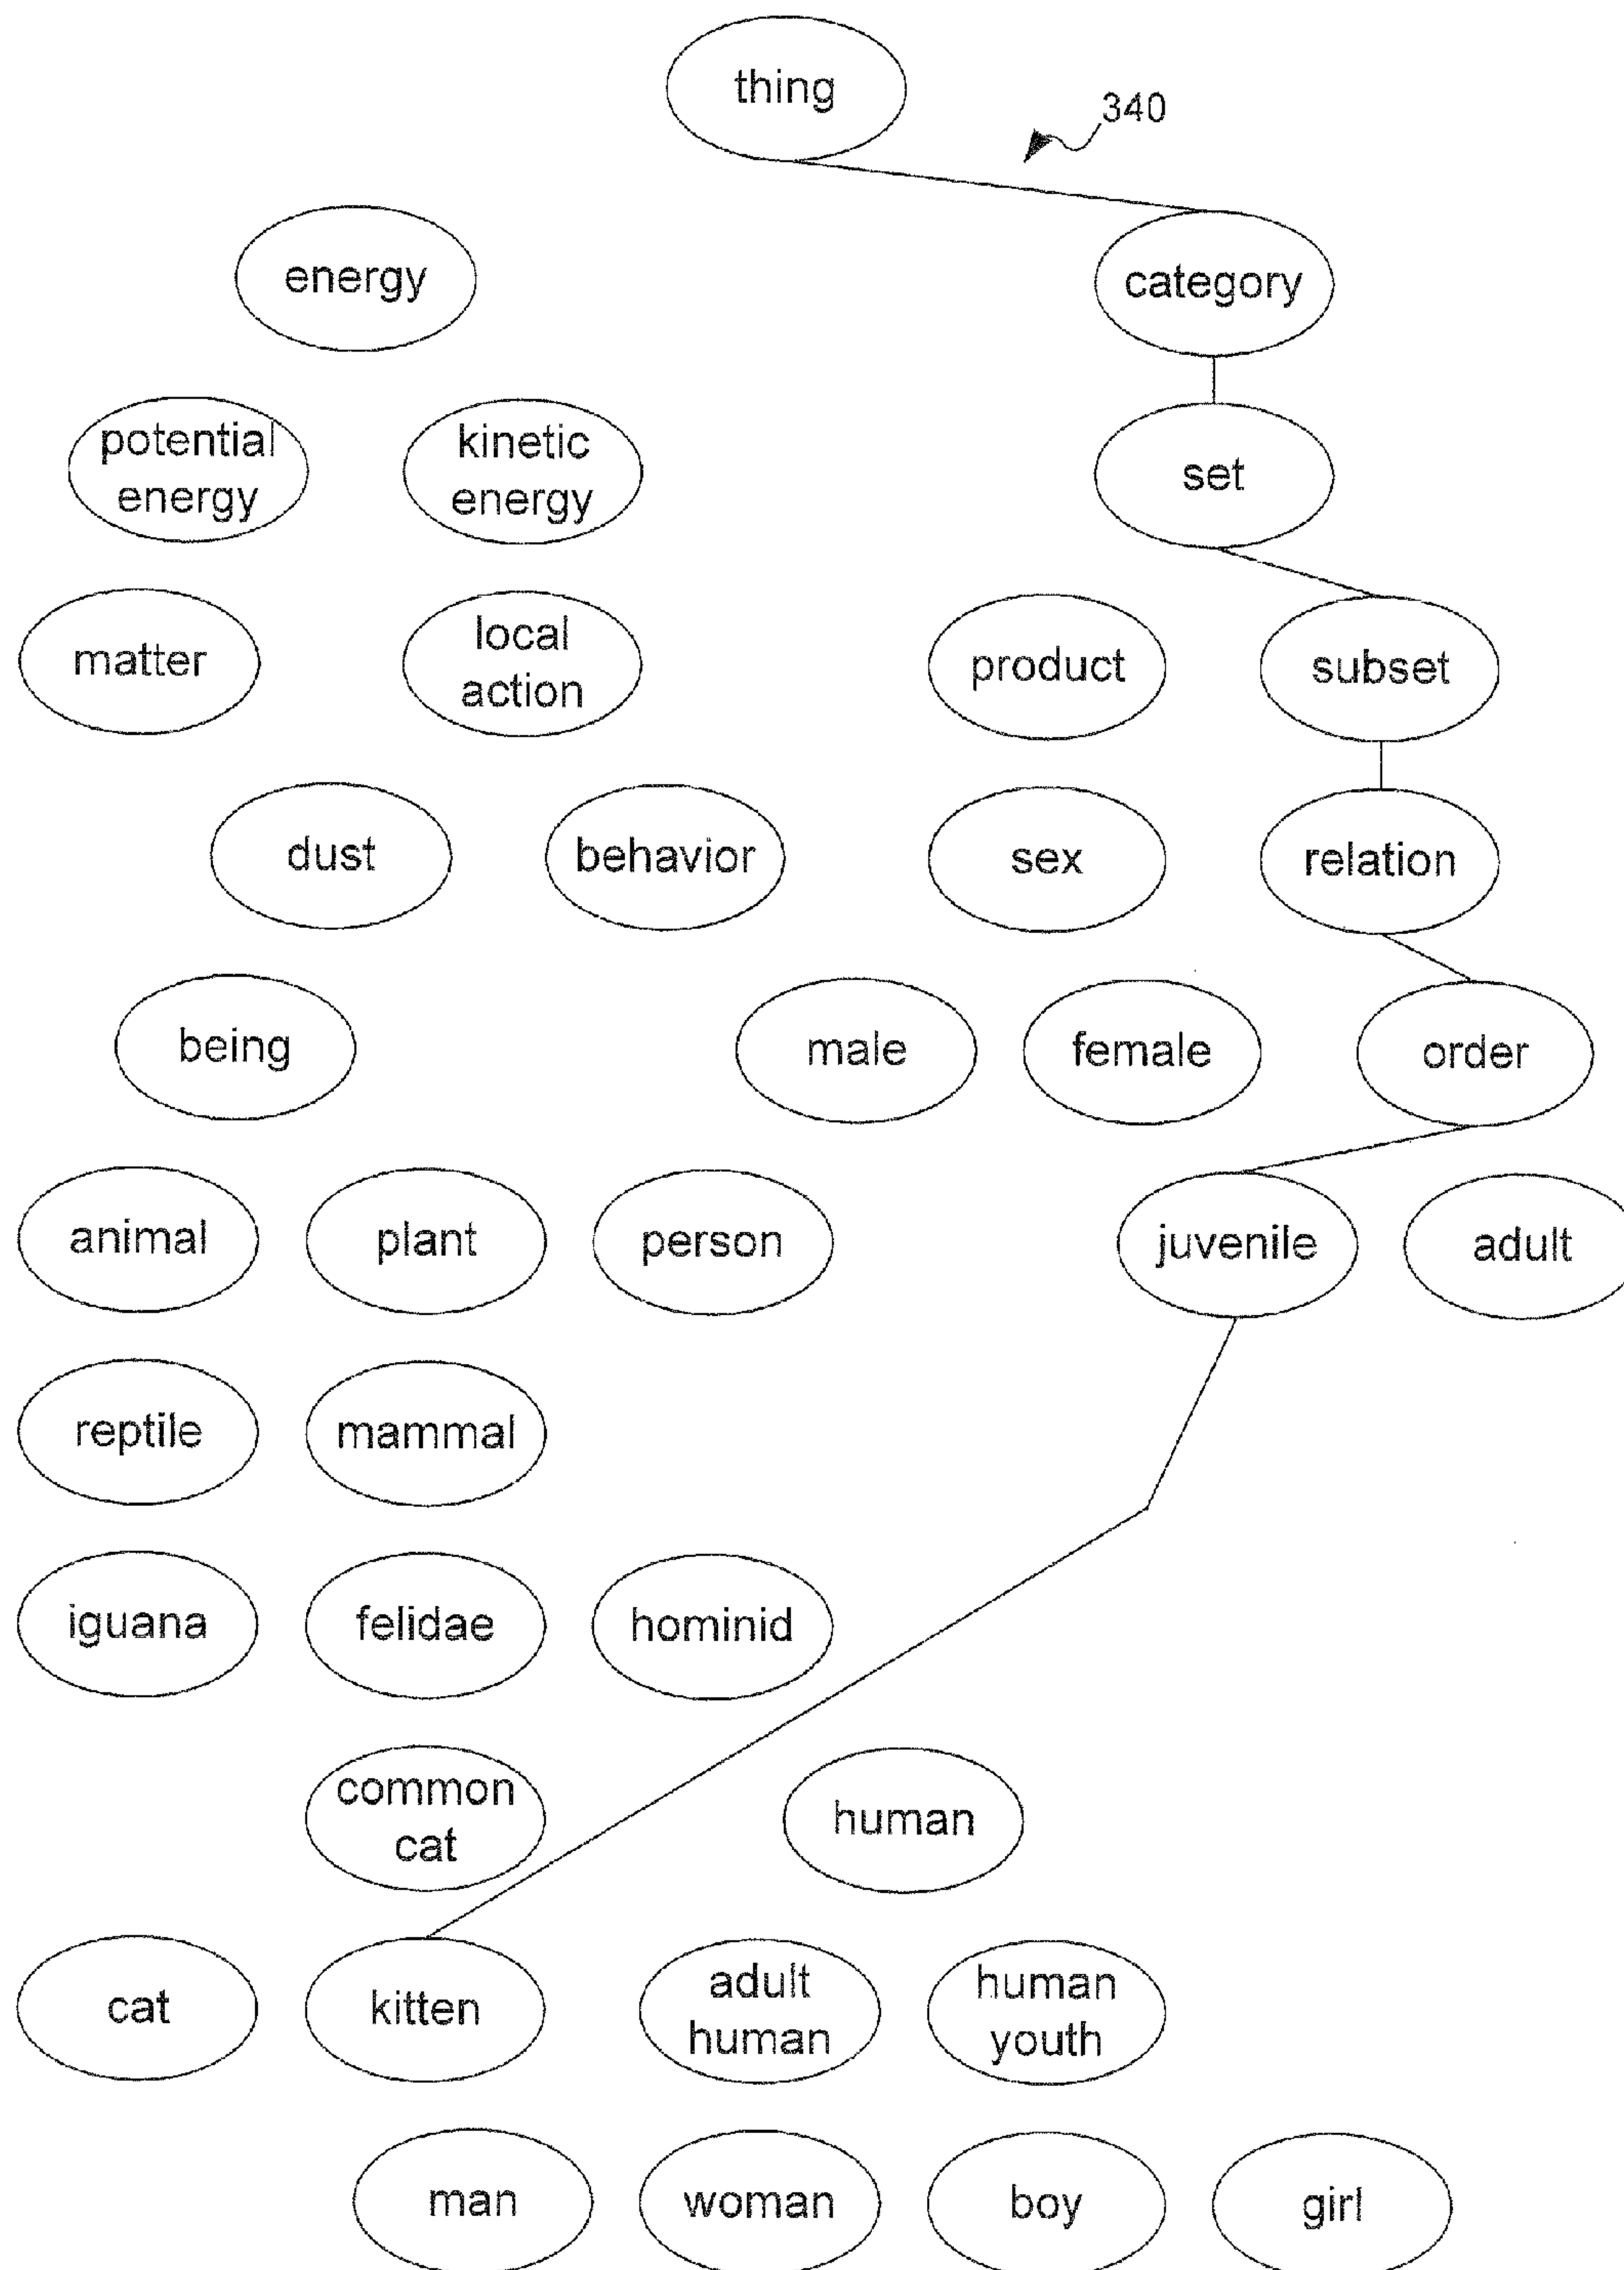 thing
340
energy
category
potential
energy
kinetic
energy
set
matter
local
action
product
subset
dust
behavior
sex
relation
being
male
female
order
animal
plant
person
juvenile
adult
reptile
mammal
iguana
felidae
hominid
common
cat
human
cat
kitten
adult
human
human
youth
man
woman
boy
girl